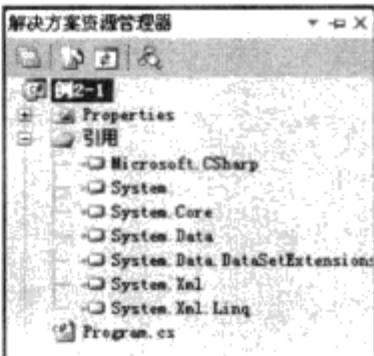 解决方案资源管理器
例2-1
Properties
引用
Microsoft.CSharp
System
System.Core
System.Data
System.Data.DataSetExtension:
System.Xml
System.Xml.Linq
Program.cs